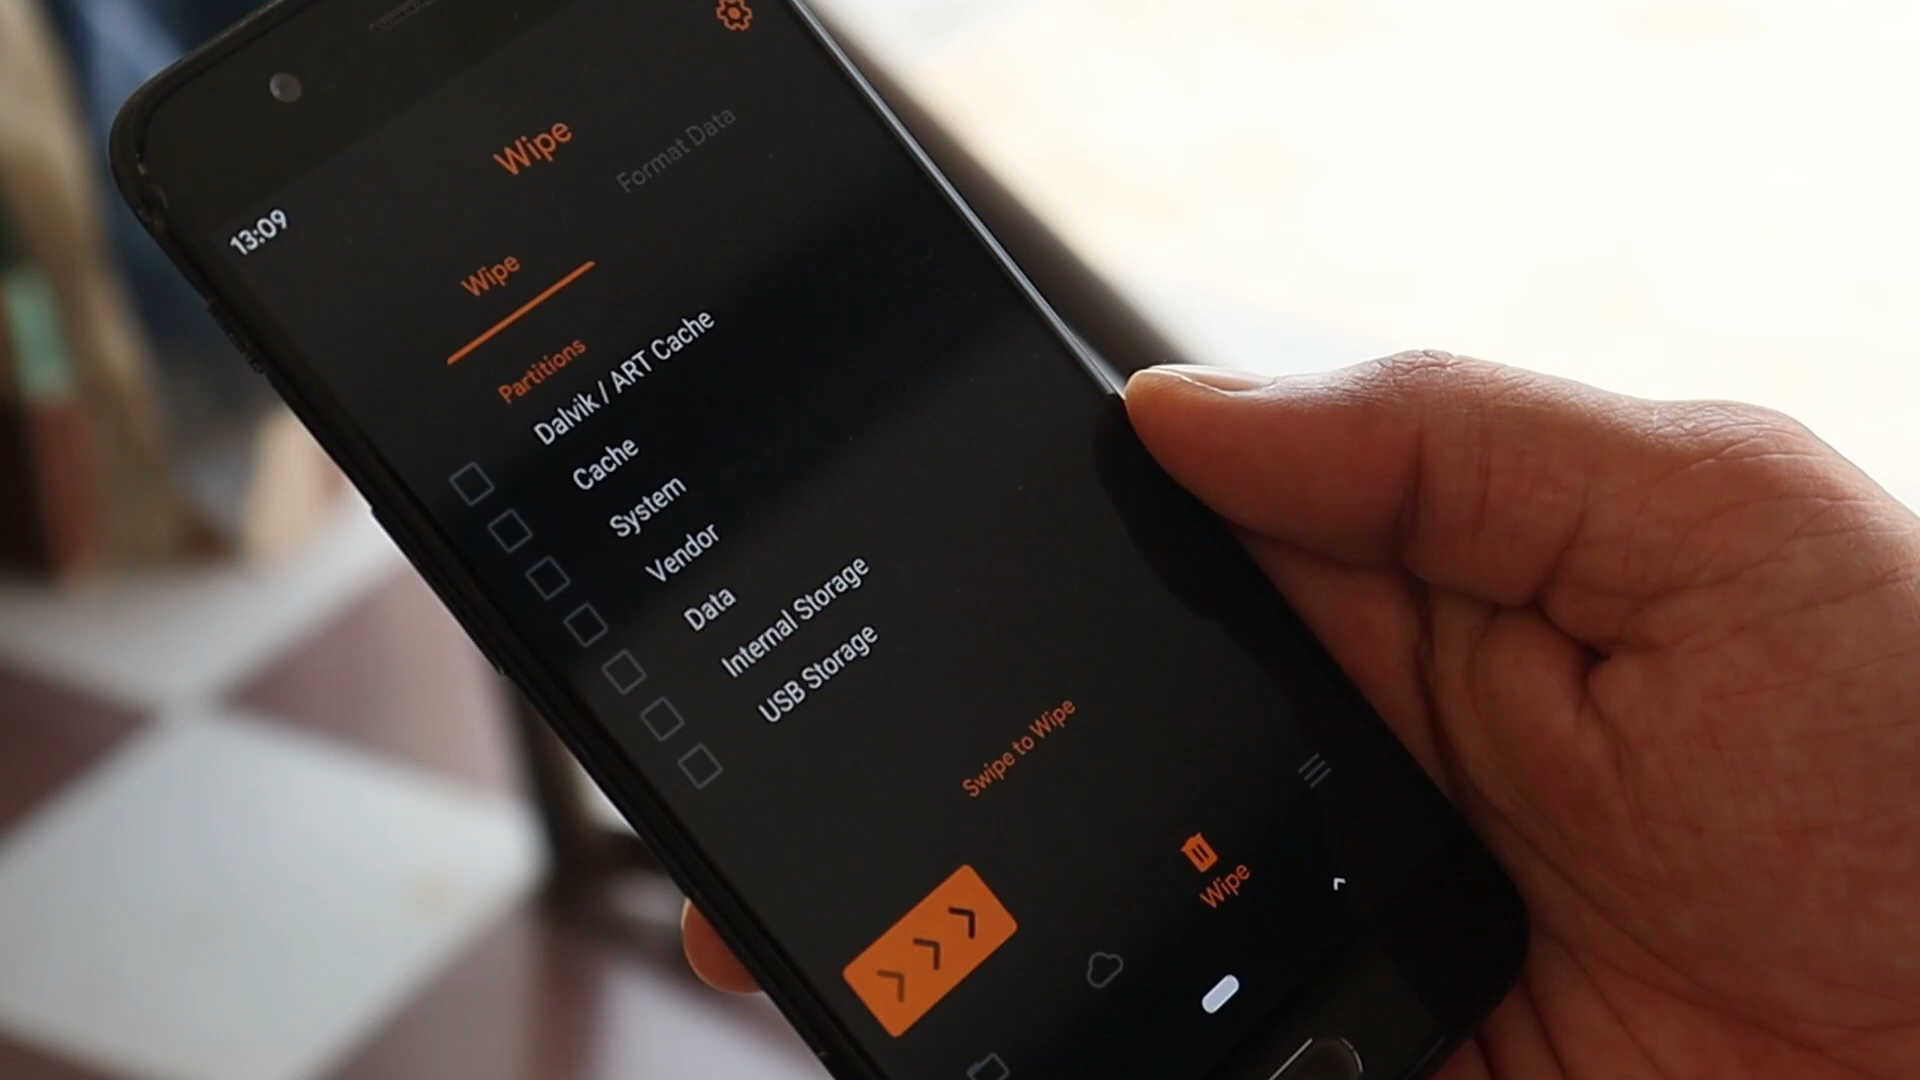 Wipe
13:09
Wipe
Format Data
Partitions
Dalvik / ART Cache
Cache
System
Vendor
Data
Internal Storage
USB Storage
Swipe to Wipe
Wipe